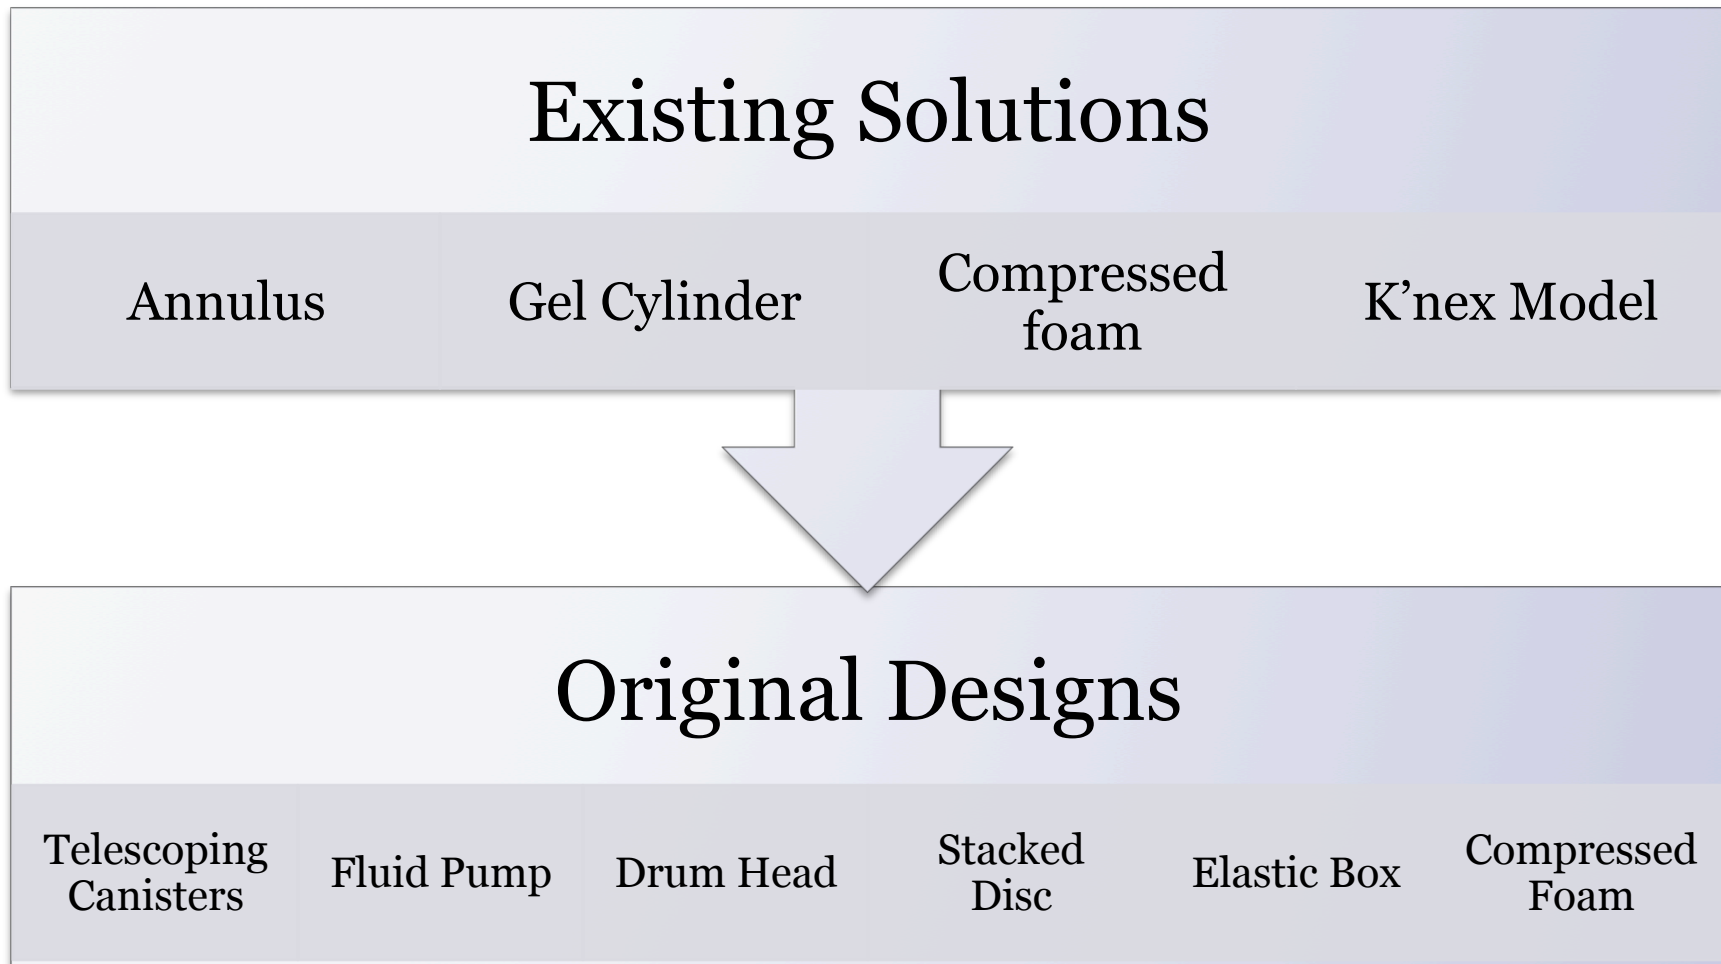 Existing Solutions
Annulus
Gel Cylinder
Compressed
foam
K’nex Model
Original Designs
Telescoping
Canisters
Fluid Pump
Drum Head
Stacked
Disc
Elastic Box
Compressed
Foam